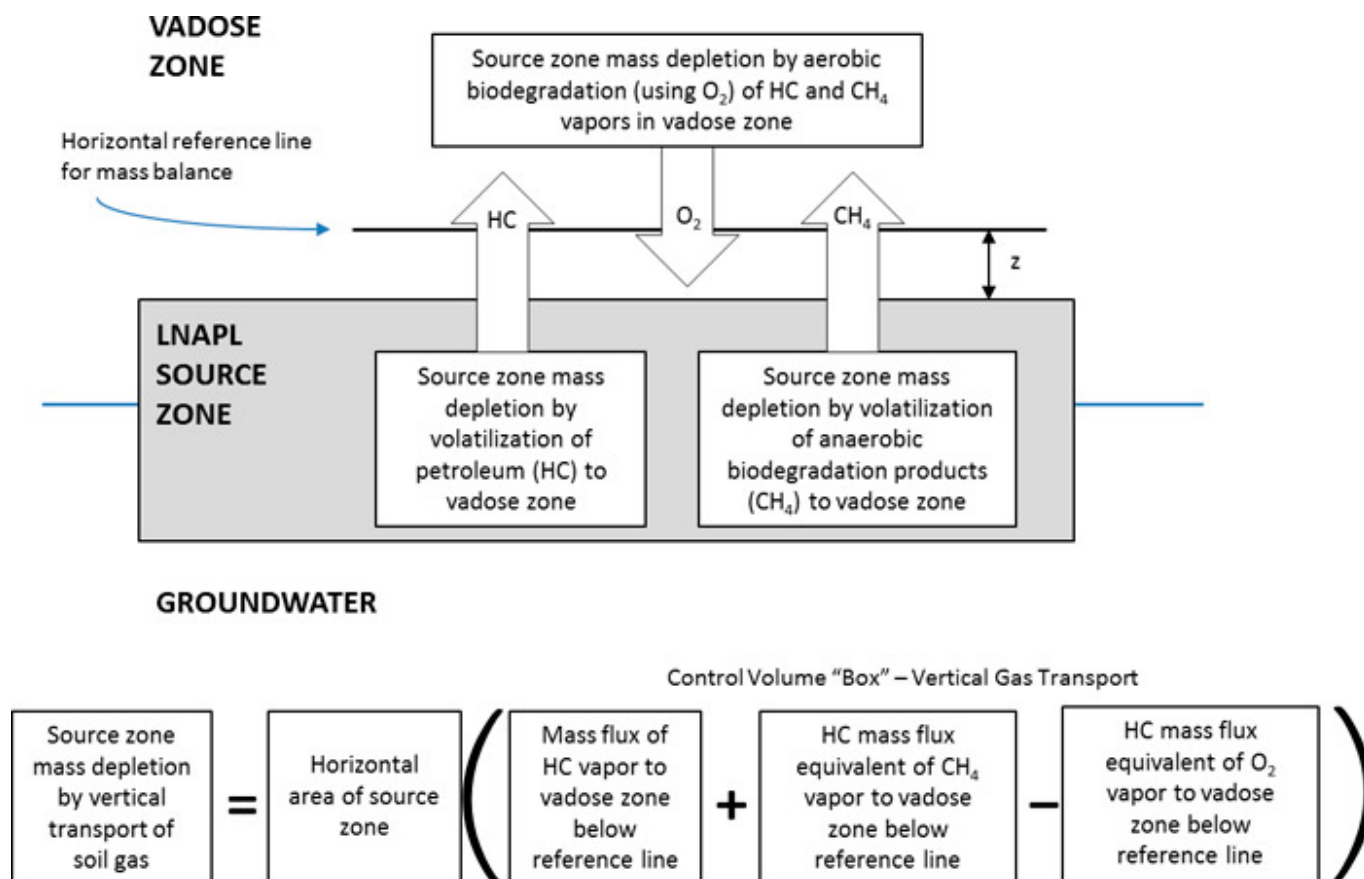 VADOSE
ZONE
Source zone mass depletion by aerobic
biodegradation (using O₂) of HC and CH₄
vapors in vadose zone
Horizontal reference line
for mass balance
HC
O₂
CH₄
z
LNAPL
SOURCE
ZONE
Source zone mass
depletion by
volatilization of
petroleum (HC) to
vadose zone
Source zone mass
depletion by volatilization
of anaerobic
biodegradation products
(CH₄) to vadose zone
GROUNDWATER
Control Volume “Box” – Vertical Gas Transport
Source zone
mass depletion
by vertical
transport of
soil gas
=
Horizontal
area of source
zone
(
Mass flux of
HC vapor to
vadose zone
below
reference line
+
HC mass flux
equivalent of CH₄
vapor to vadose
zone below
reference line
–
HC mass flux
equivalent of O₂
vapor to vadose
zone below
reference line
)